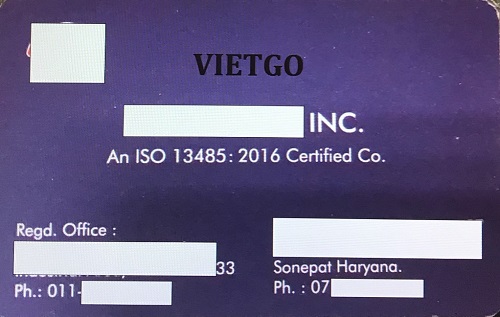 VIETGO
INC.
An ISO 13485: 2016 Certified Co.
Regd. Office :
33
Ph.: 011-
Sonepat Haryana.
Ph. : 07